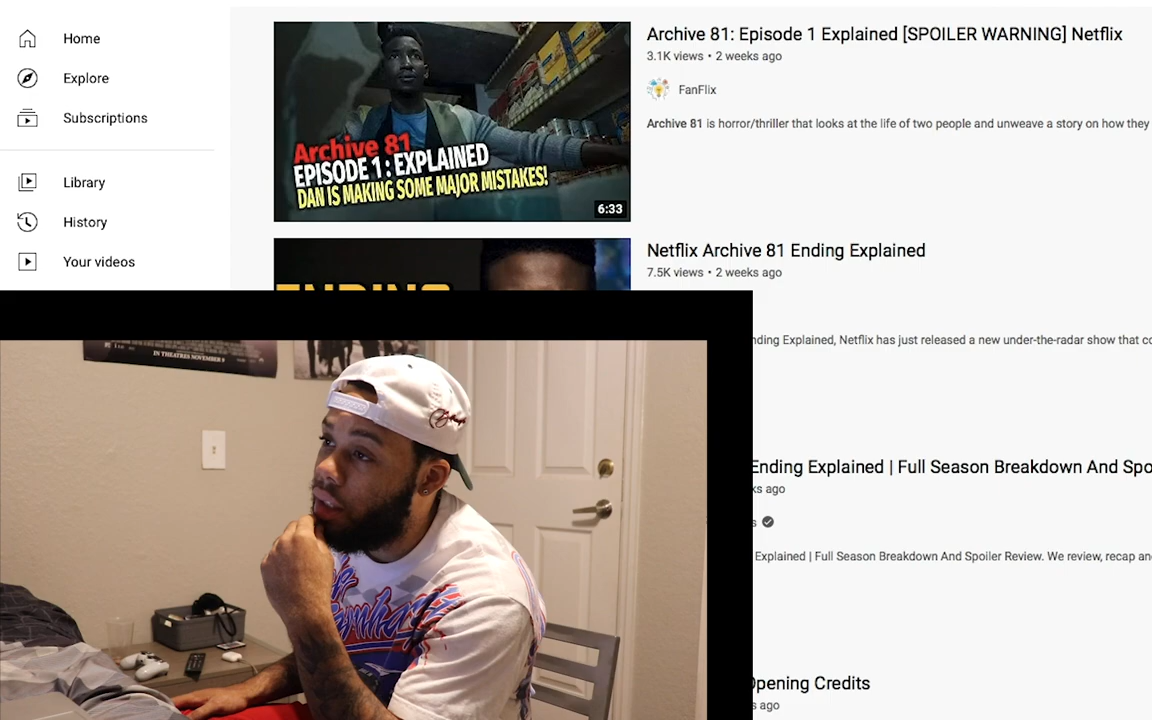 Home
Explore
Subscriptions
Library
History
Your videos
Archive 81
EPISODE 1 : EXPLAINED
DAN IS MAKING SOME MAJOR MISTAKES!
6:33
Archive 81: Episode 1 Explained [SPOILER WARNING] Netflix
3.1K views • 2 weeks ago
FanFlix
Archive 81 is horror/thriller that looks at the life of two people and unweave a story on how they
ENDING
Netflix Archive 81 Ending Explained
7.5K views • 2 weeks ago
nding Explained, Netflix has just released a new under-the-radar show that co
Ending Explained | Full Season Breakdown And Spo
ks ago
s
Explained | Full Season Breakdown And Spoiler Review. We review, recap an
Opening Credits
s ago
IN THEATRES NOVEMBER 9